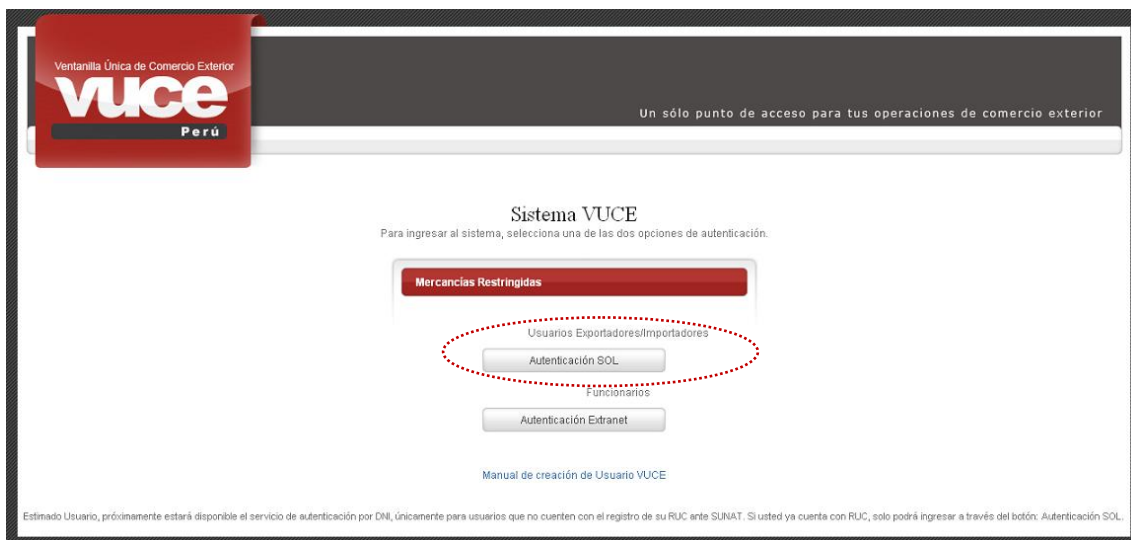 Ventanilla Única de Comercio Exterior
vuce
Perú
Un sólo punto de acceso para tus operaciones de comercio exterior
Sistema VUCE
Para ingresar al sistema, selecciona una de las dos opciones de autenticación.
Mercancías Restringidas
Usuarios Exportadores/Importadores
Autenticación SOL
Funcionarios
Autenticación Extranet
Manual de creación de Usuario VUCE
Estimado Usuario, próximamente estará disponible el servicio de autenticación por DNI, únicamente para usuarios que no cuenten con el registro de su RUC ante SUNAT. Si usted ya cuenta con RUC, solo podrá ingresar a través del botón: Autenticación SOL.